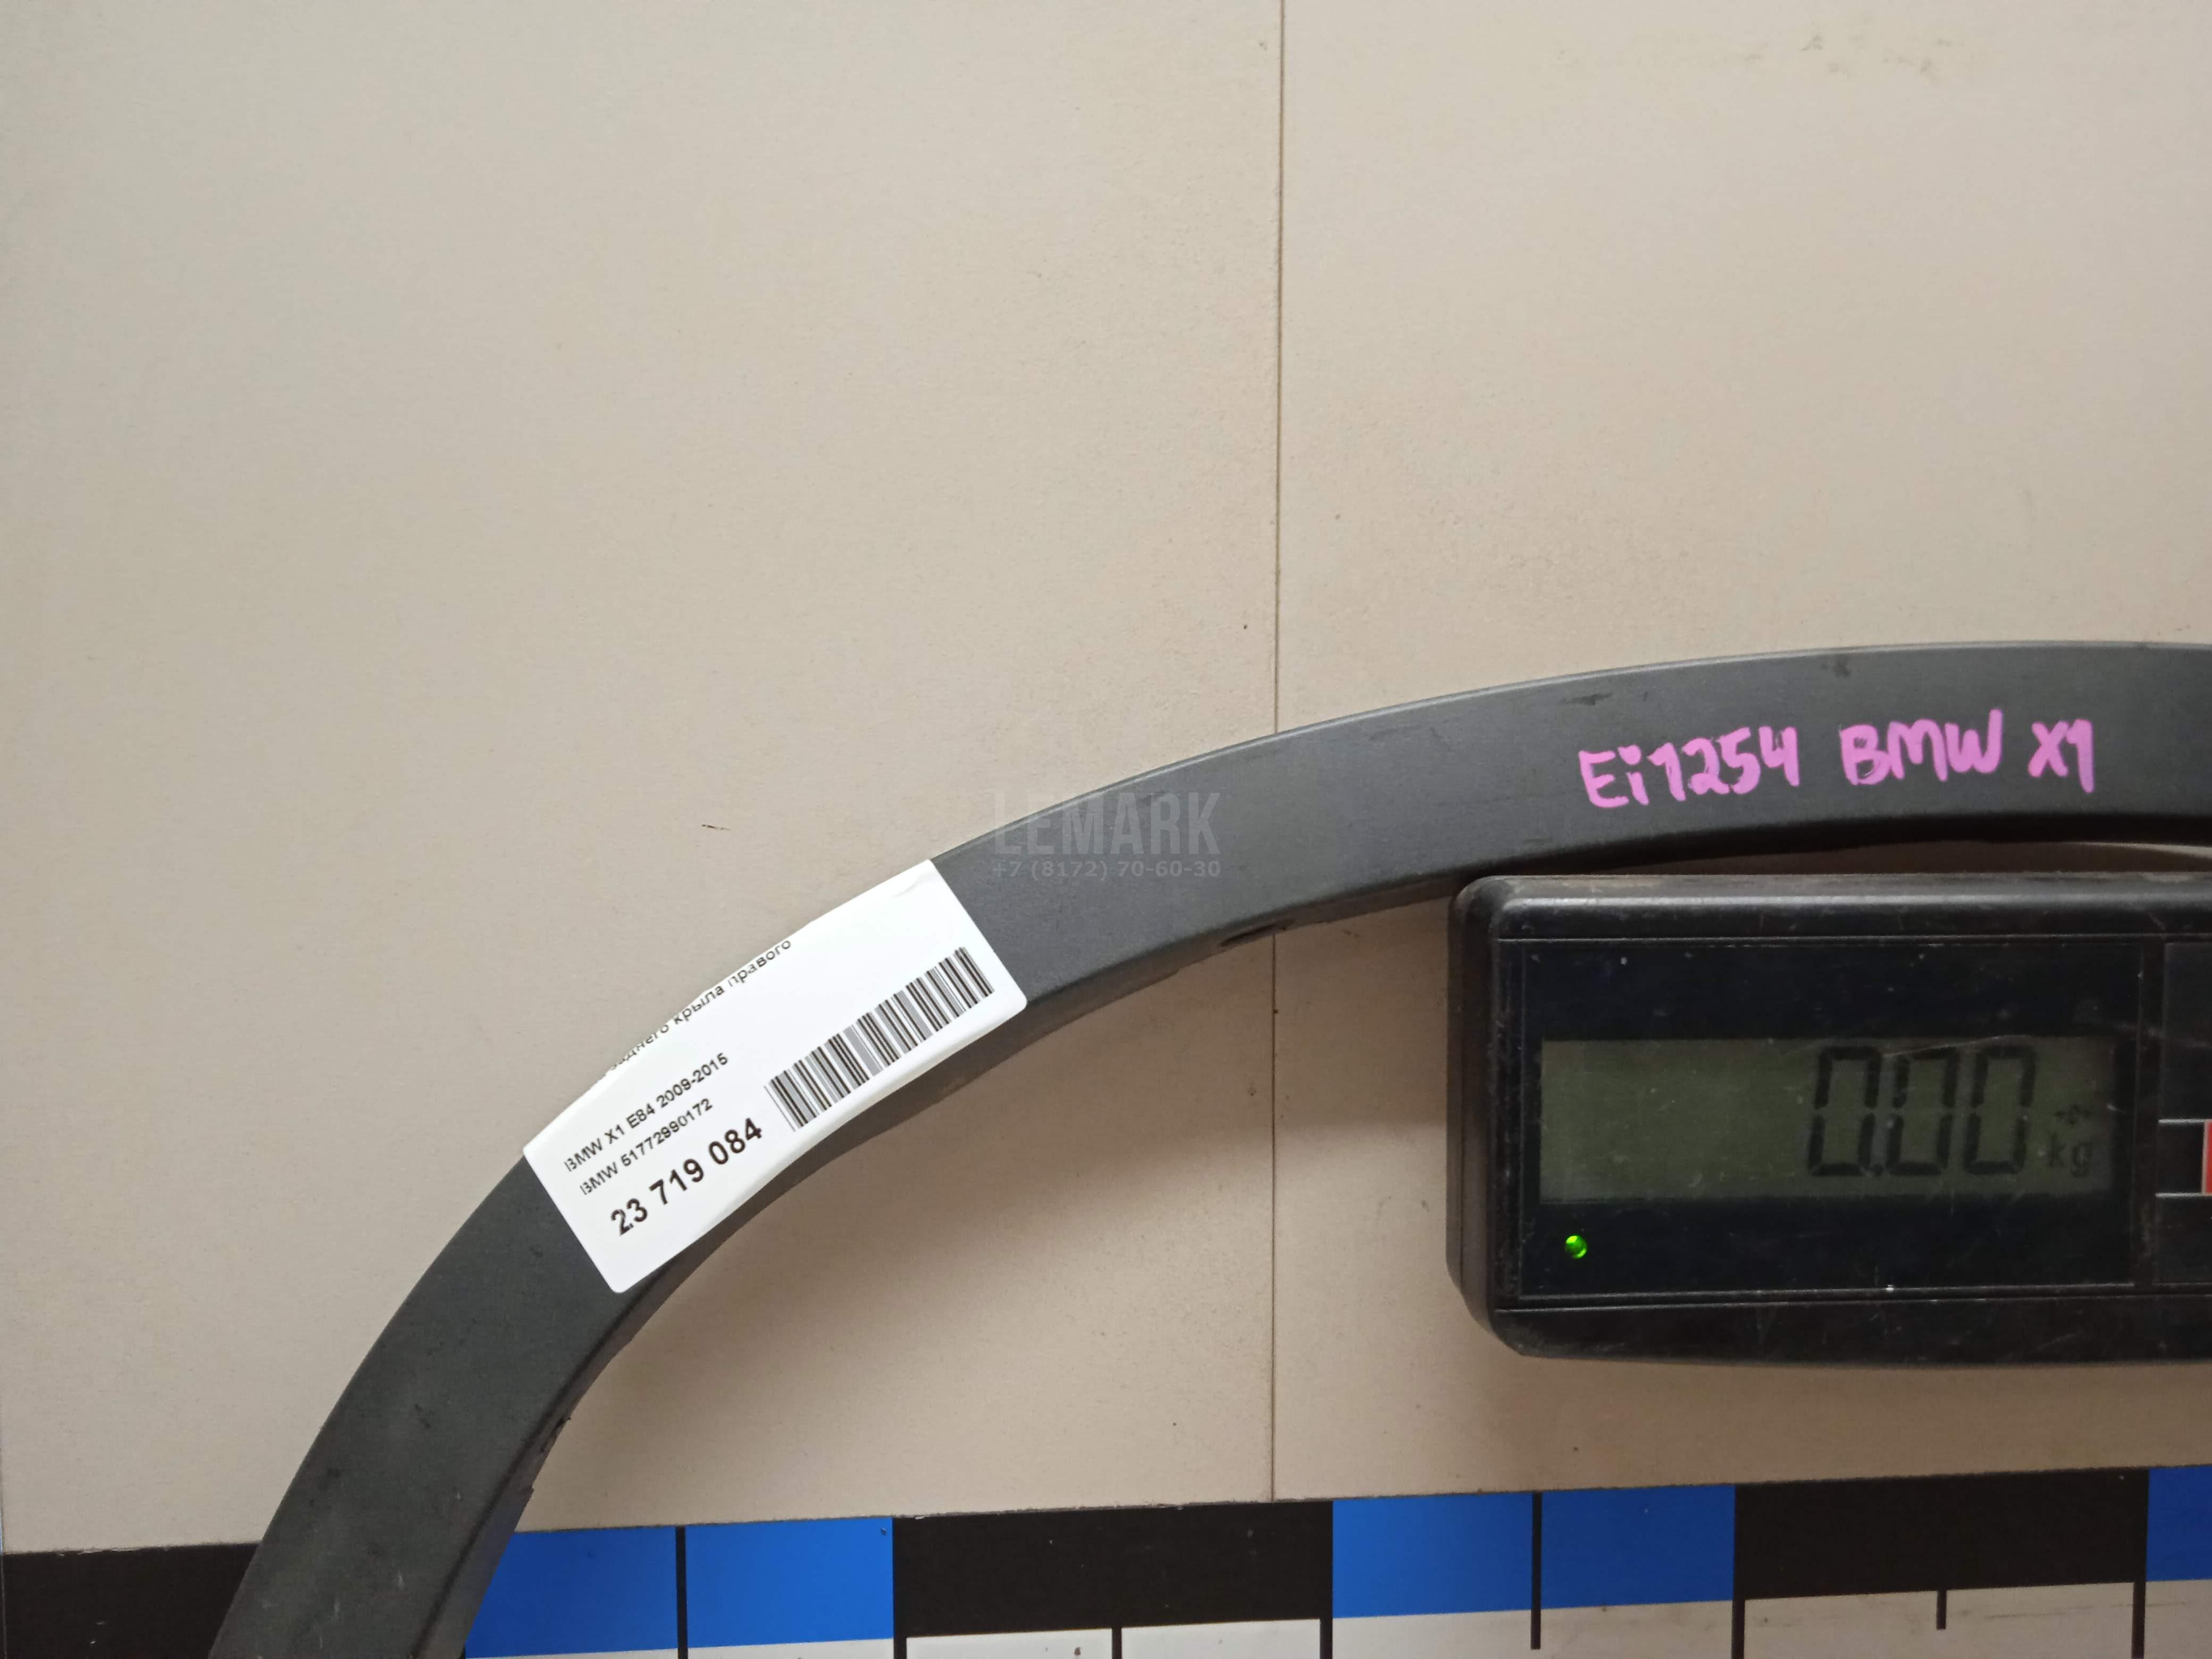 Ei1254 BMW X1
LEMARK
+7 (8172) 70-60-30
заднего крыла правого
BMW X1 E84 2009-2015
BMW 51772990172
23 719 084
0.00
kg